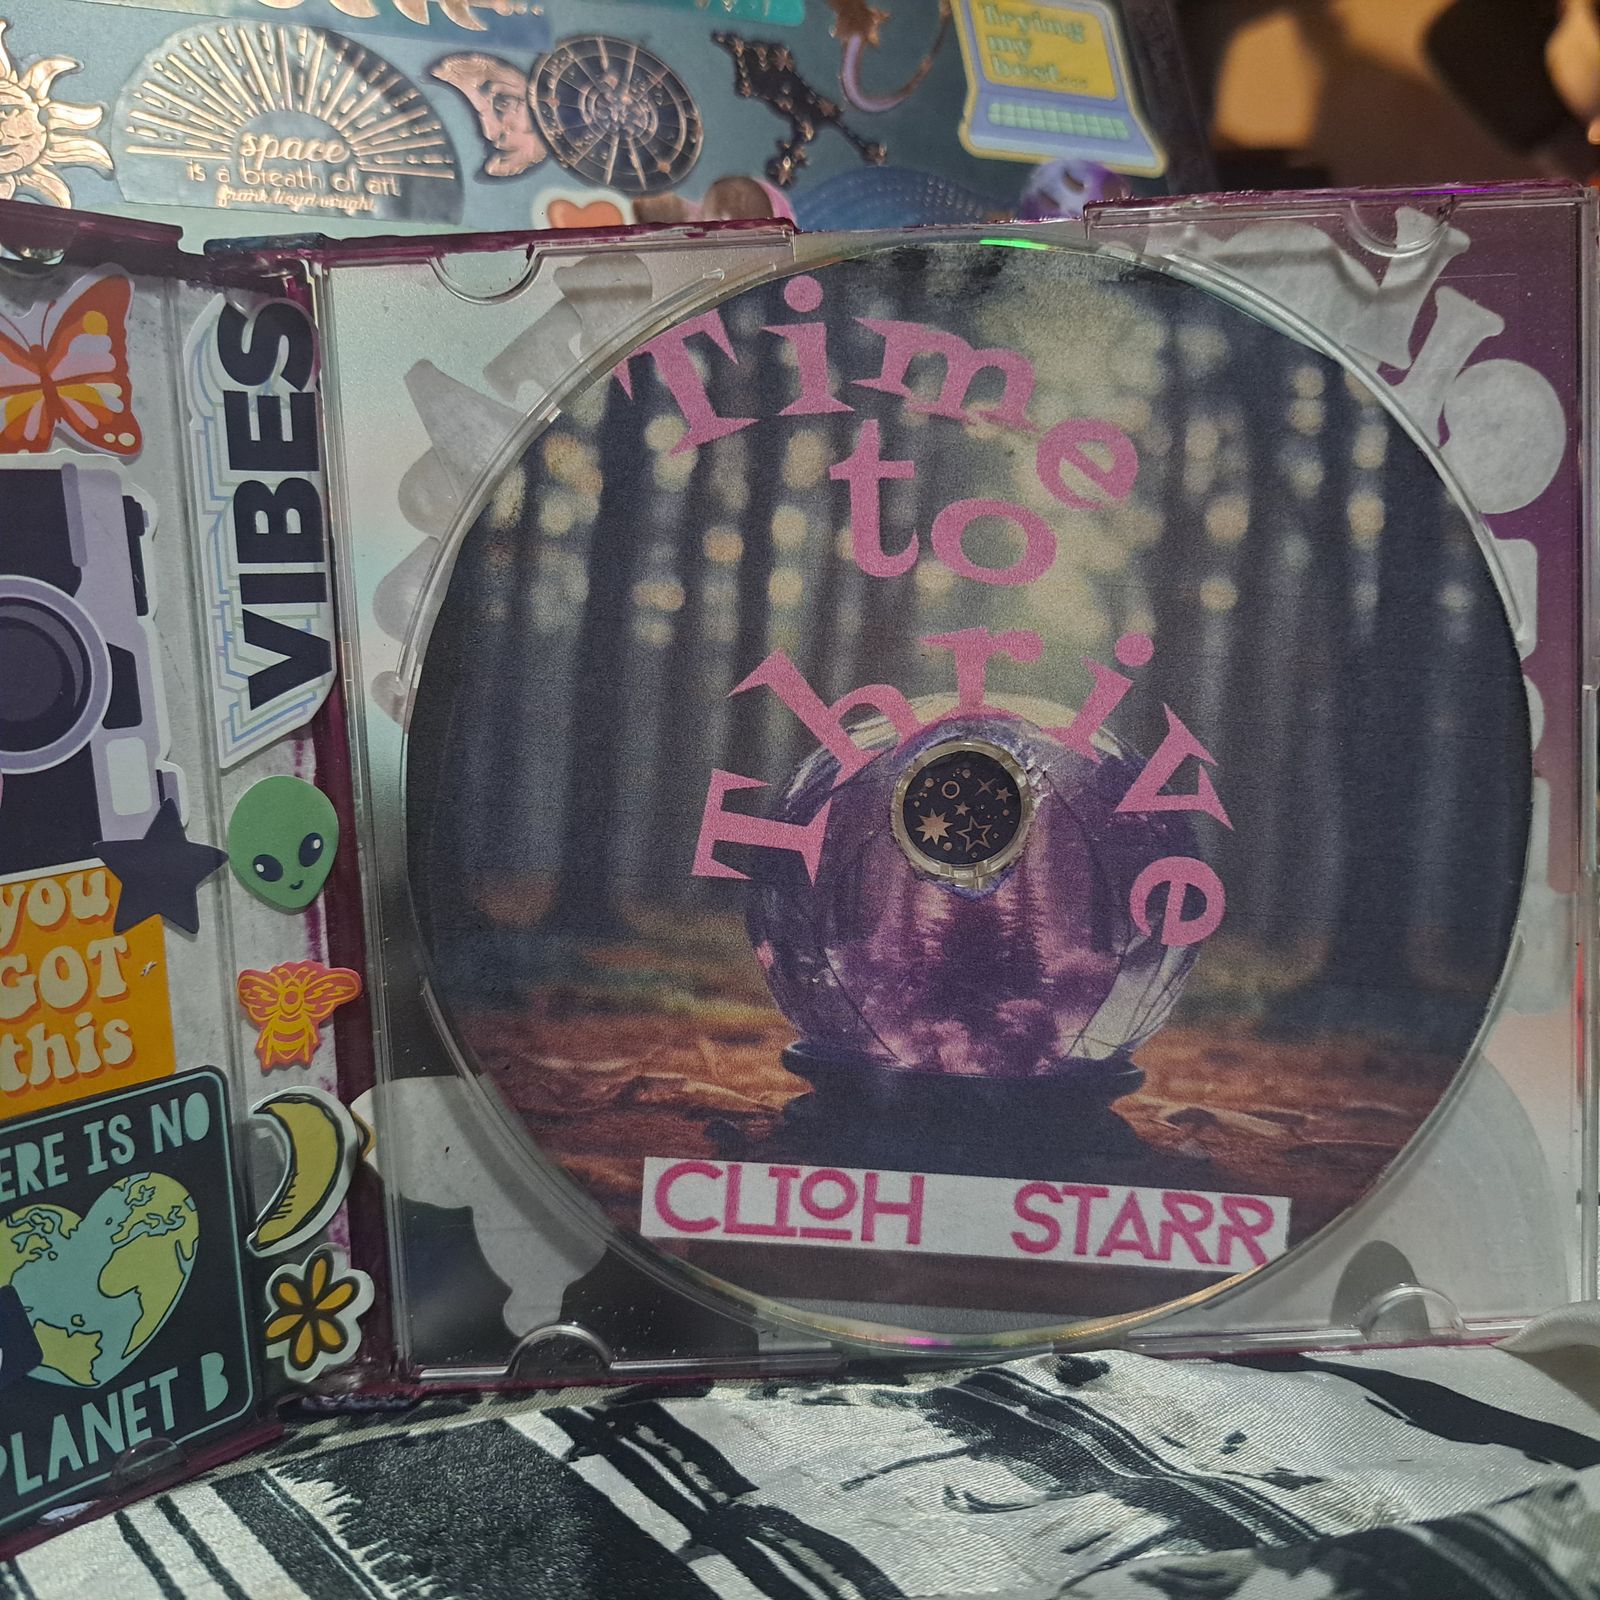 Trying
my
best....
space
is a breath of art
frank lloyd wright
VIBES
Time
to
Thrive
you
GOT
this
ERE IS NO
PLANET B
CLIOH STARR